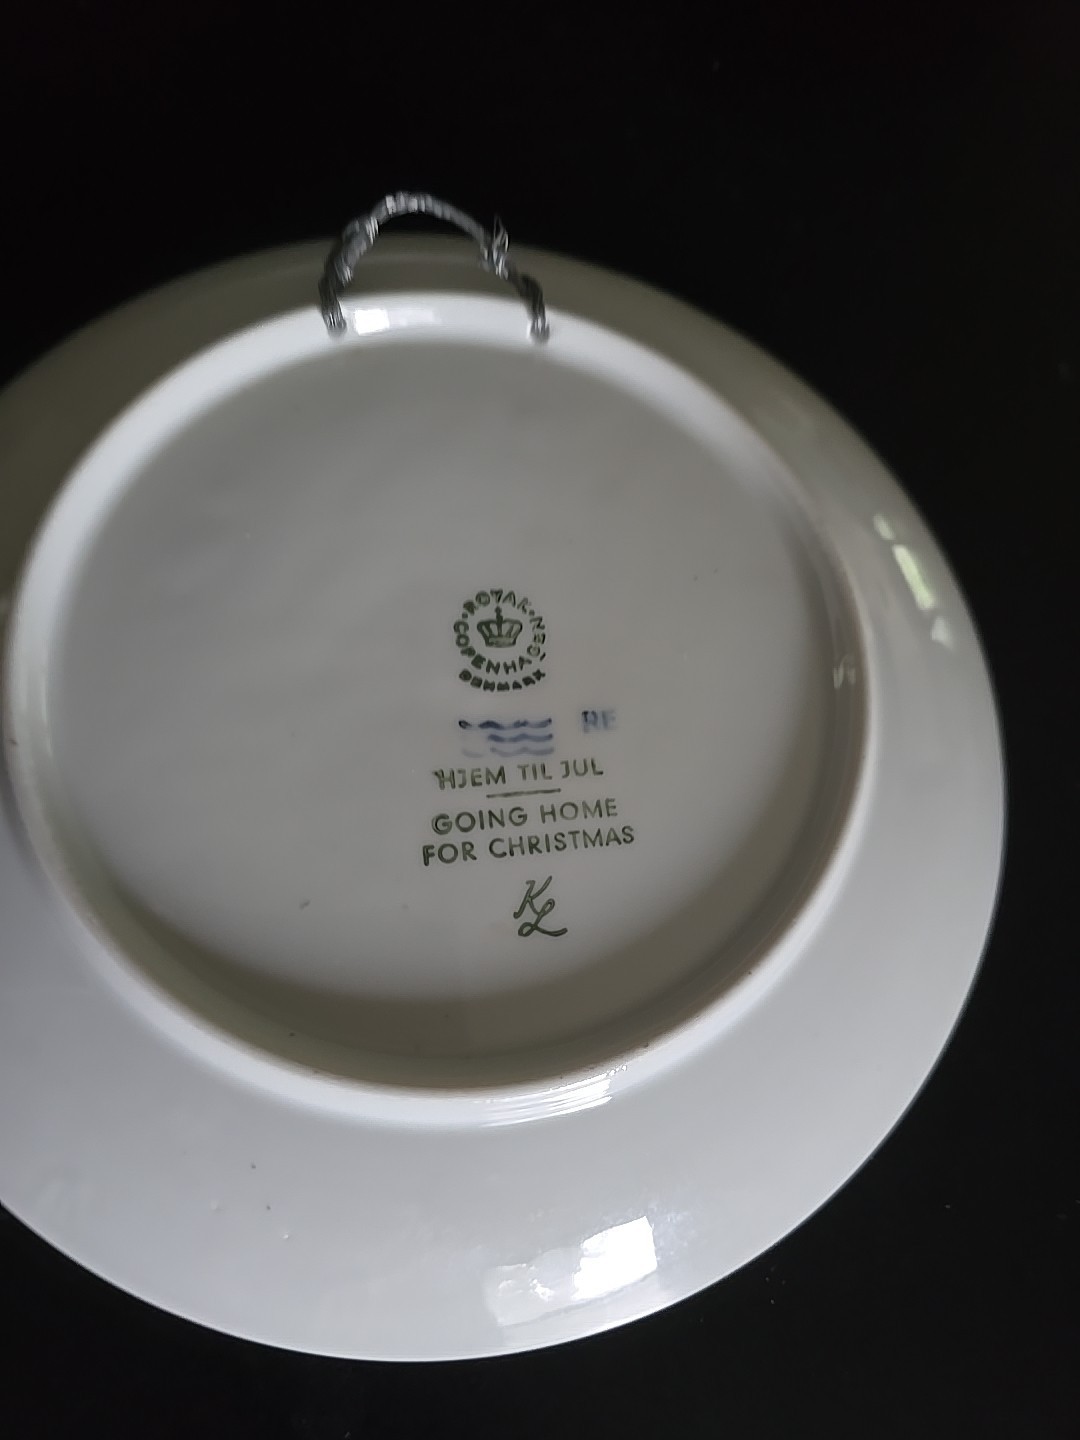 ROYAL COPENHAGEN
DENMARK
RE
HJEM TIL JUL
GOING HOME
FOR CHRISTMAS
KL